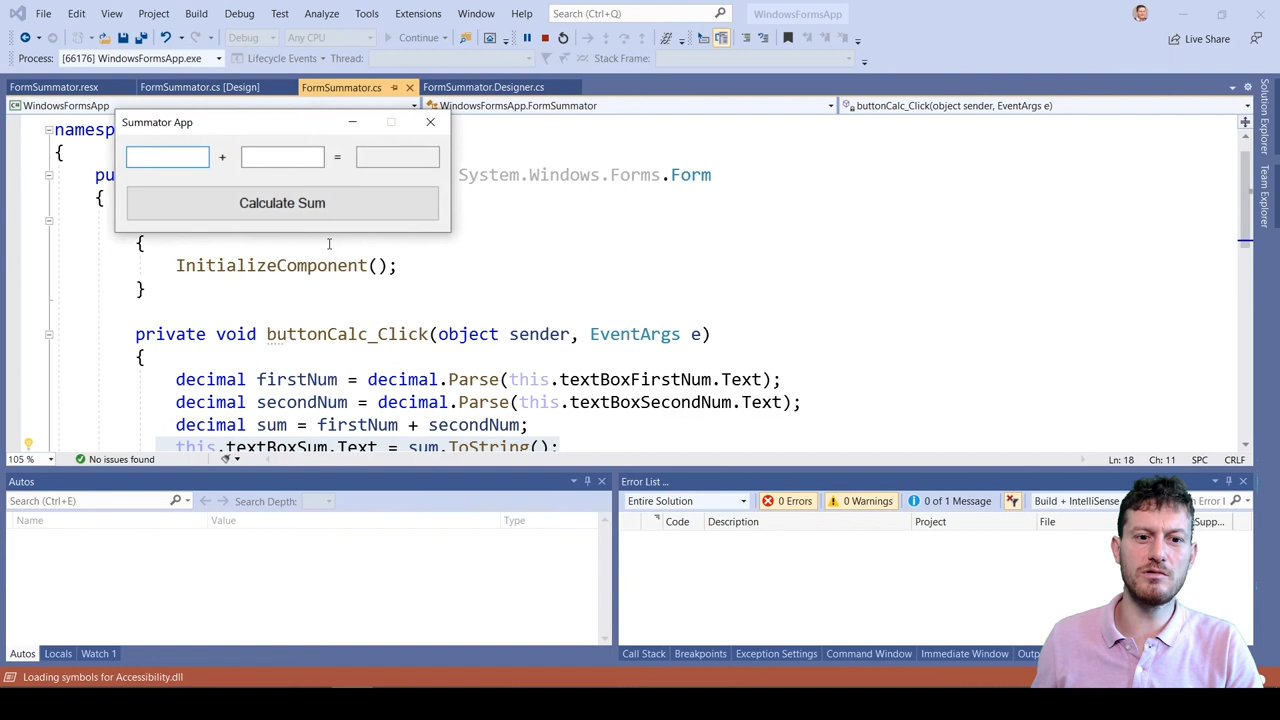 File Edit View Project Build Debug Test Analyze Tools Extensions Window Help Search (Ctrl+Q) WindowsFormsApp
Debug Any CPU Continue Live Share
Process: [66176] WindowsFormsApp.exe Lifecycle Events Thread: Stack Frame:
FormSummator.resx FormSummator.cs [Design] FormSummator.cs FormSummator.Designer.cs
WindowsFormsApp WindowsFormsApp.FormSummator buttonCalc_Click(object sender, EventArgs e)
Summator App
namesp
{
+ =
pu System.Windows.Forms.Form
{
Calculate Sum
{
InitializeComponent();
}
private void buttonCalc_Click(object sender, EventArgs e)
{
decimal firstNum = decimal.Parse(this.textBoxFirstNum.Text);
decimal secondNum = decimal.Parse(this.textBoxSecondNum.Text);
decimal sum = firstNum + secondNum;
this.textBoxSum.Text = sum.ToString();
105 % No issues found Ln: 18 Ch: 11 SPC CRLF
Autos
Search (Ctrl+E) Search Depth:
Name Value Type
Autos Locals Watch 1
Error List ...
Entire Solution 0 Errors 0 Warnings 0 of 1 Message Build + IntelliSense Search Error
Code Description Project File Supp...
Call Stack Breakpoints Exception Settings Command Window Immediate Window Outp
Loading symbols for Accessibility.dll
Solution Explorer
Team Explorer